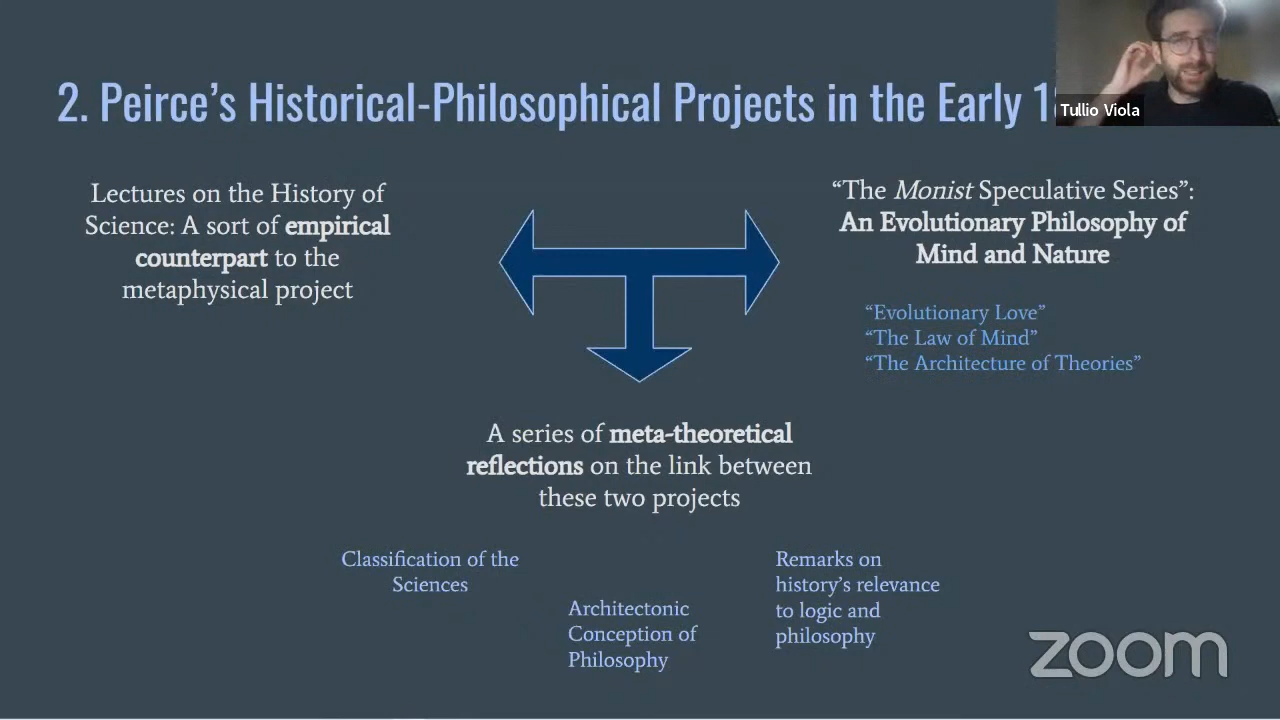 2. Peirce’s Historical-Philosophical Projects in the Early
Tullio Viola
Lectures on the History of
Science: A sort of empirical
counterpart to the
metaphysical project
“The Monist Speculative Series”:
An Evolutionary Philosophy of
Mind and Nature
“Evolutionary Love”
“The Law of Mind”
“The Architecture of Theories”
A series of meta-theoretical
reflections on the link between
these two projects
Classification of the
Sciences
Architectonic
Conception of
Philosophy
Remarks on
history’s relevance
to logic and
philosophy
zoom